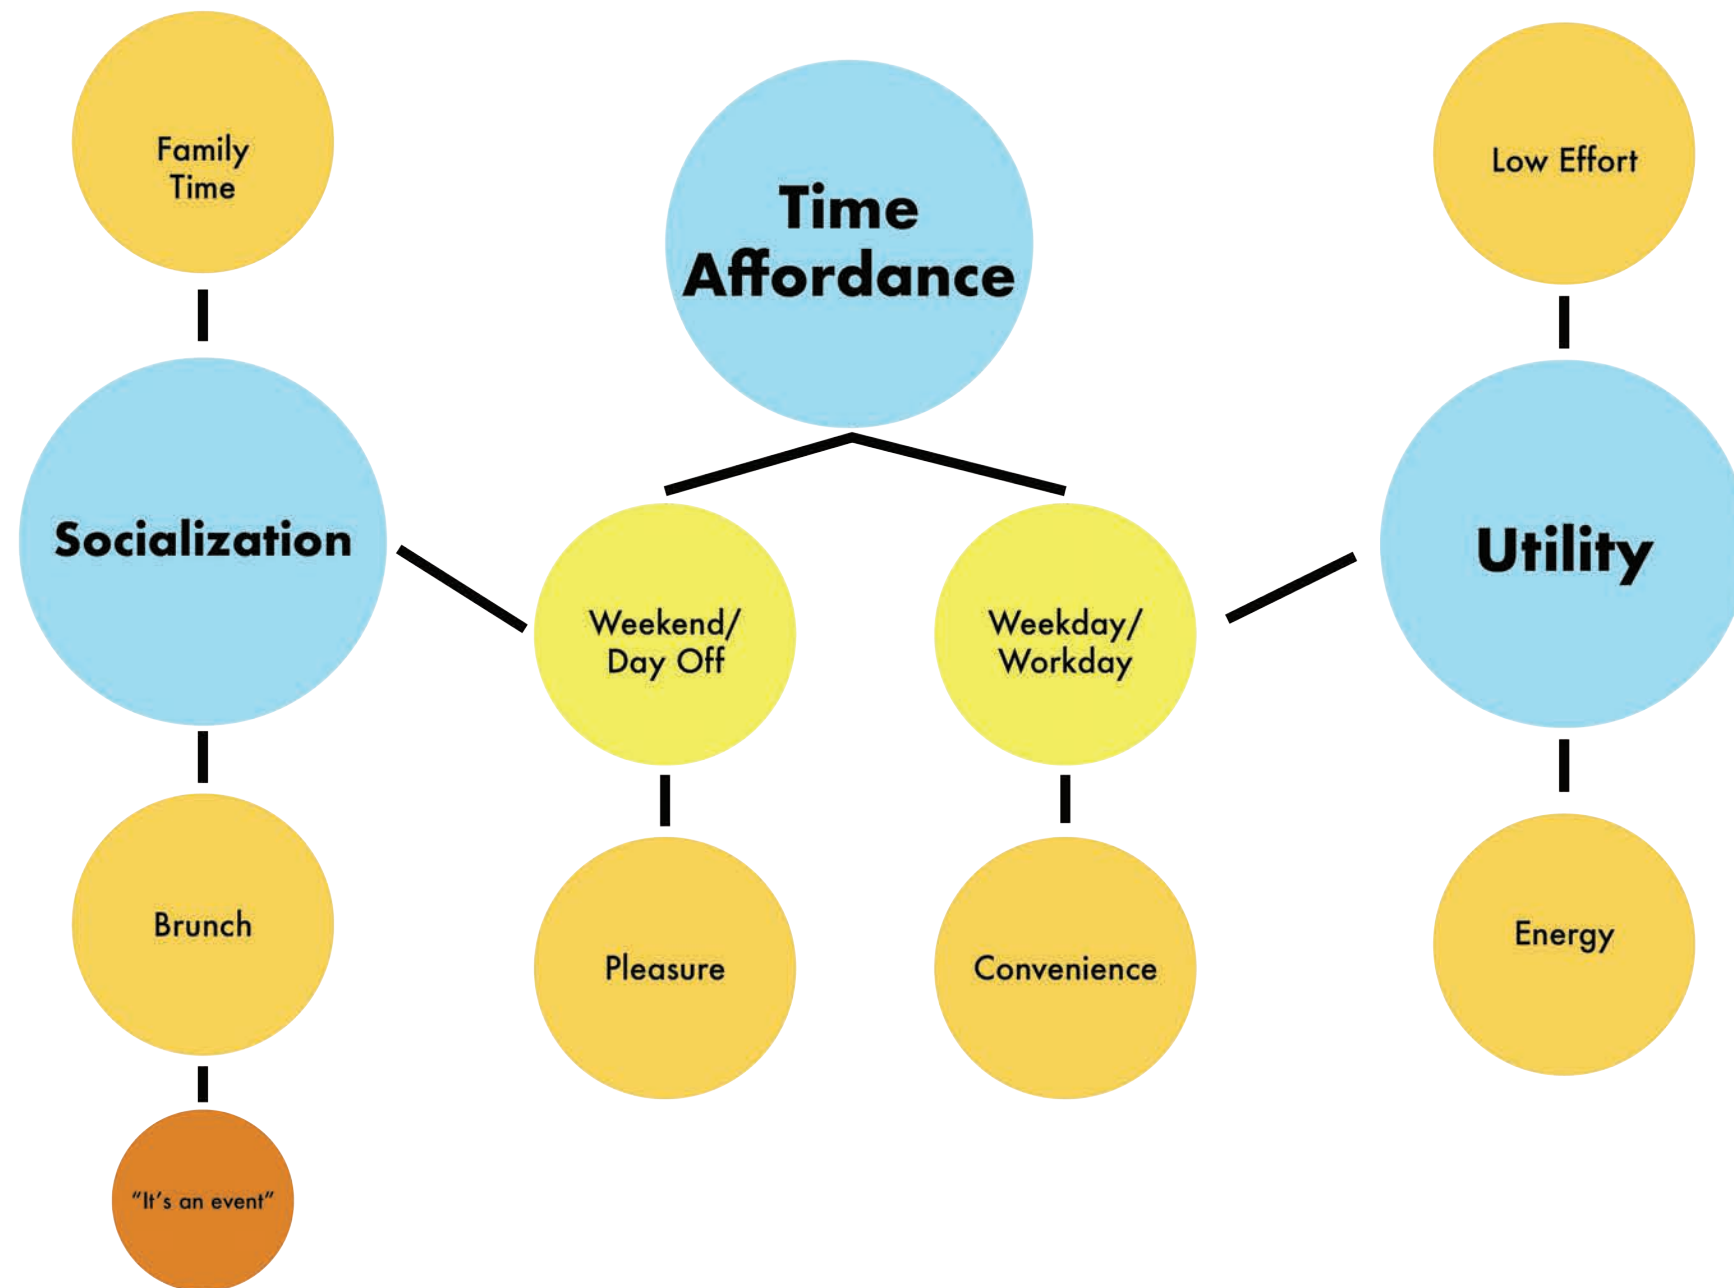 Family
Time
Time
Affordance
Low Effort
Socialization
Utility
Weekend/
Day Off
Weekday/
Workday
Brunch
Pleasure
Convenience
Energy
“It’s an event”